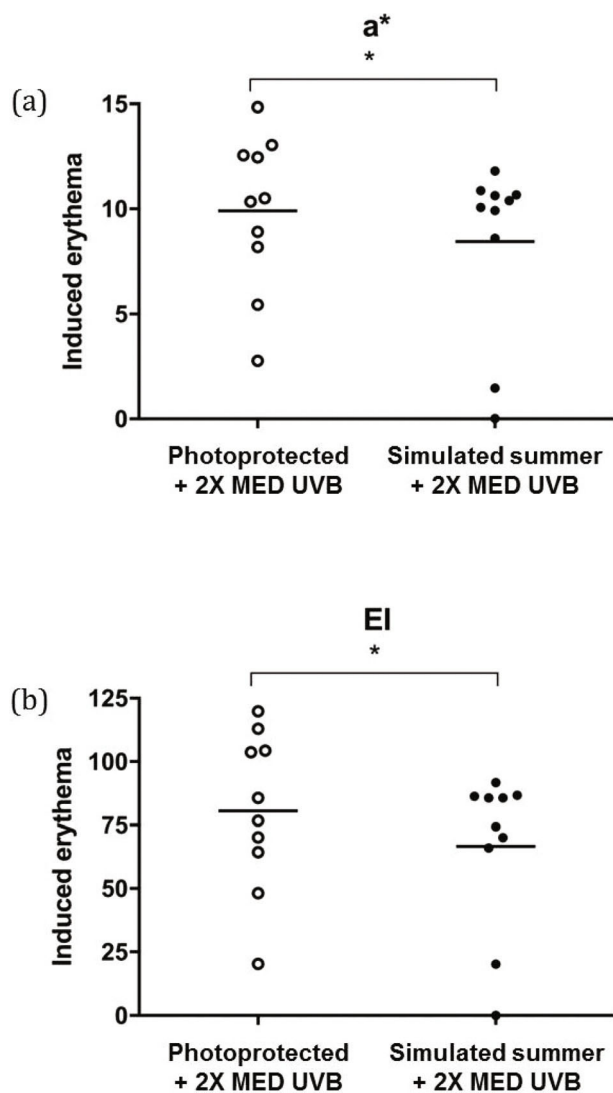 a*
*
(a)
15
10
5
0
Induced erythema
Photoprotected
+ 2X MED UVB
Simulated summer
+ 2X MED UVB
EI
*
(b)
125
100
75
50
25
0
Induced erythema
Photoprotected
+ 2X MED UVB
Simulated summer
+ 2X MED UVB